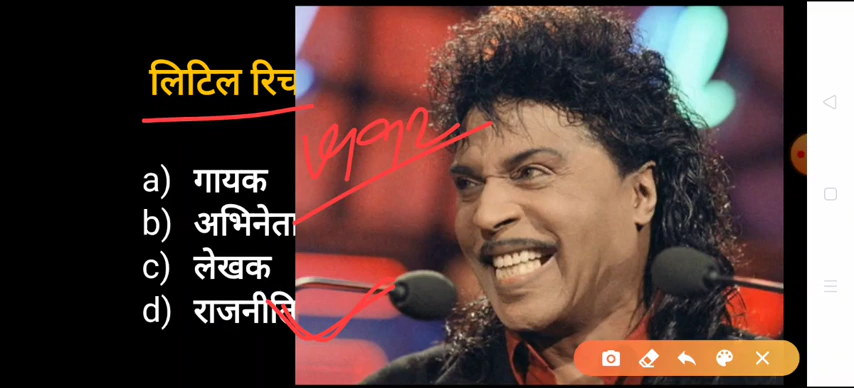 लिटिल रिच
a) गायक
b) अभिनेता
c) लेखक
d) राजनीति